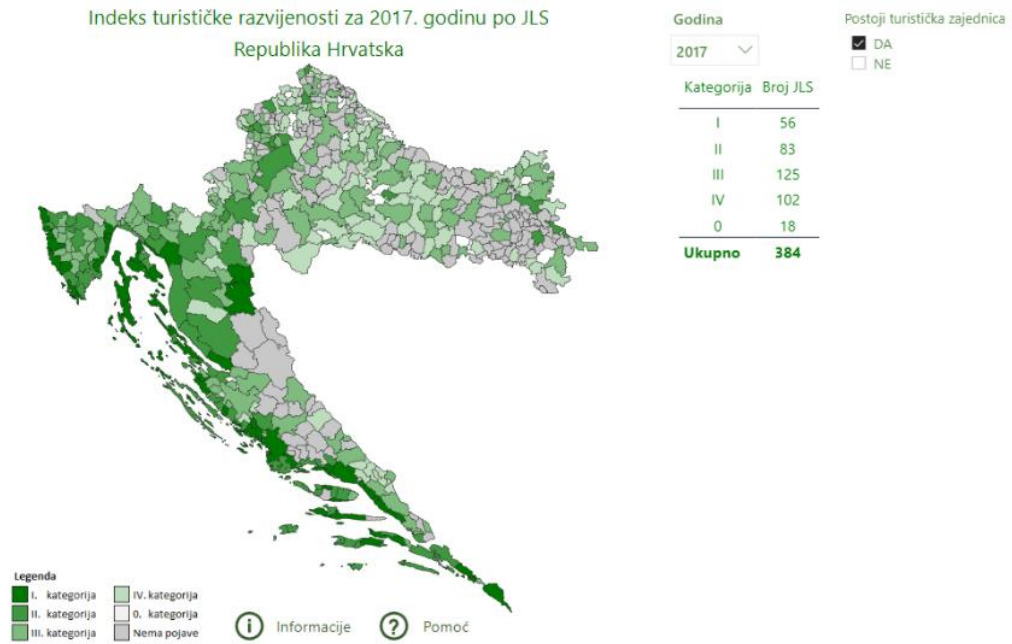 Indeks turističke razvijenosti za 2017. godinu po JLS
Republika Hrvatska
Godina
2017
Postoji turistička zajednica
DA
NE
Kategorija Broj JLS
I 56
II 83
III 125
IV 102
0 18
Ukupno 384
Legenda
I. kategorija
II. kategorija
III. kategorija
IV. kategorija
0. kategorija
Nema pojave
i Informacije
? Pomoć